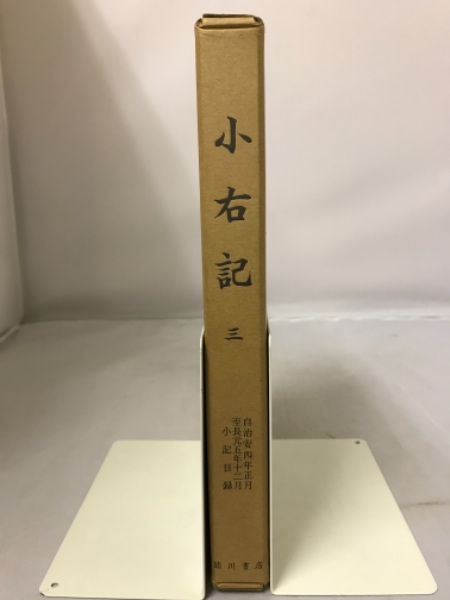 小右記
三
自治安四年正月
至長元五年十二月
小記目録
臨川書店